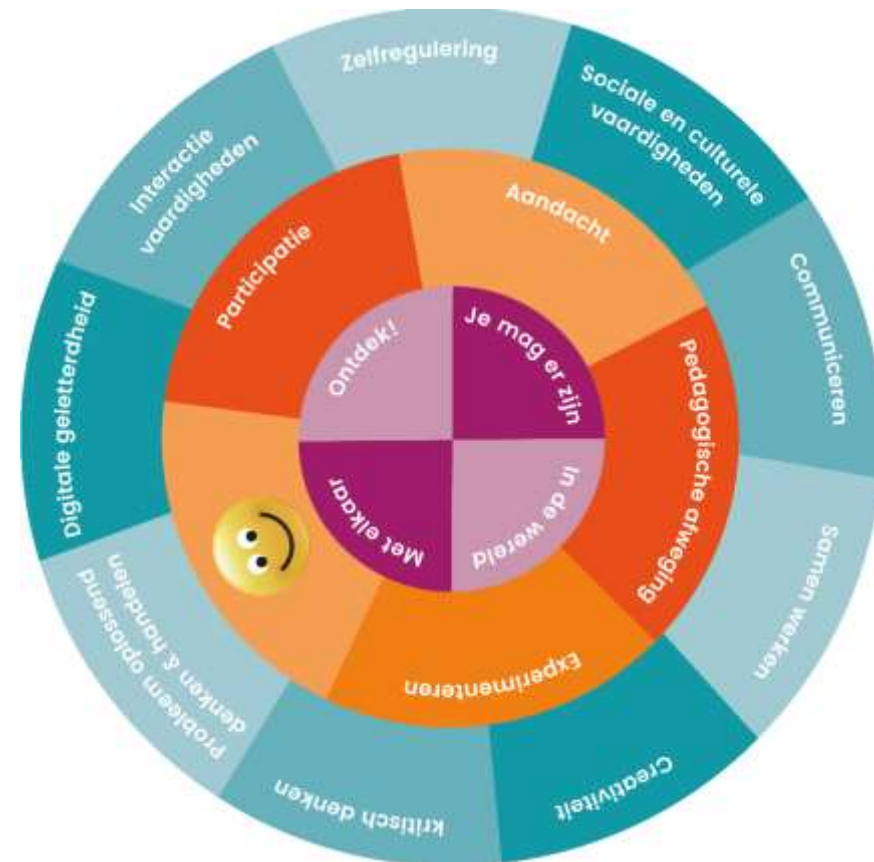 Zelfregulering
Sociale en culturele
vaardigheden
Communiceren
Samen werken
Creativiteit
kritisch denken
Probleem oplossend
denken & handelen
Digitale geletterdheid
Interactie
vaardigheden
Aandacht
Pedagogische afweging
Experimenteren
Participatie
Je mag er zijn
In de wereld
Met elkaar
Ontdek!